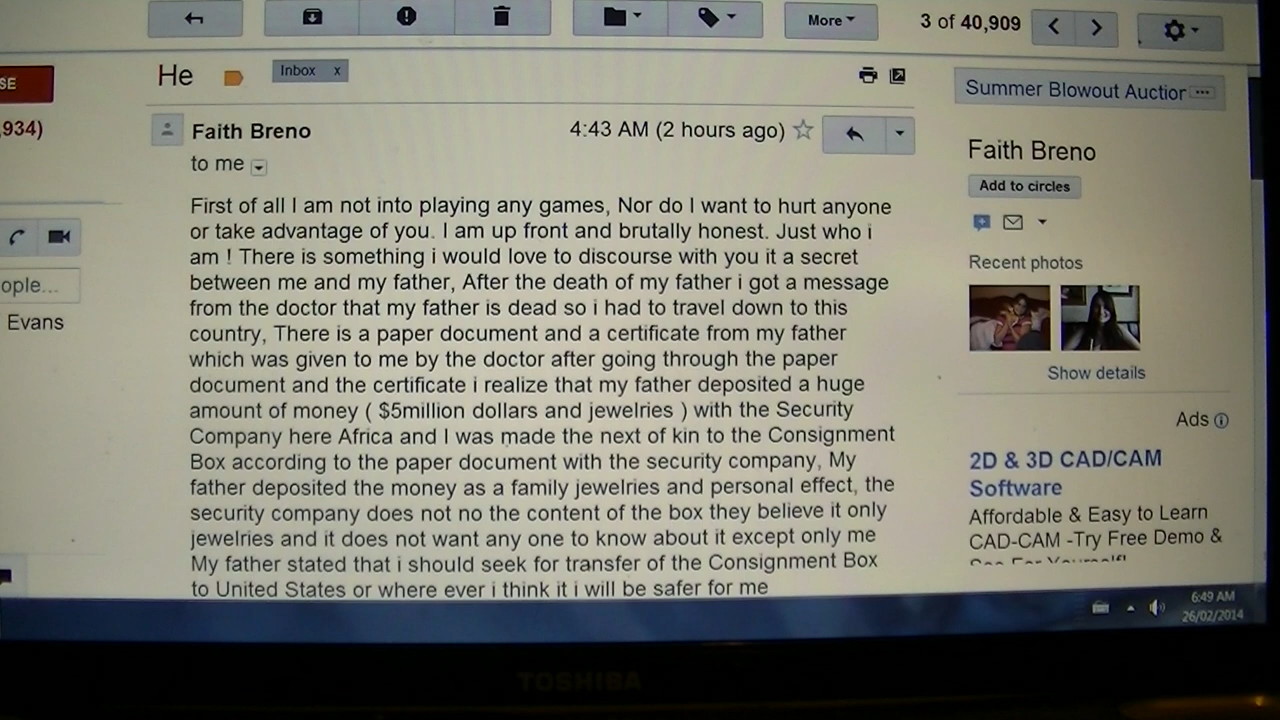 More
3 of 40,909
SE
He
Inbox x
Summer Blowout Auction
,934)
Faith Breno
4:43 AM (2 hours ago)
to me
Faith Breno
Add to circles
First of all I am not into playing any games, Nor do I want to hurt anyone
or take advantage of you. I am up front and brutally honest. Just who i
am ! There is something i would love to discourse with you it a secret
between me and my father, After the death of my father i got a message
from the doctor that my father is dead so i had to travel down to this
country, There is a paper document and a certificate from my father
which was given to me by the doctor after going through the paper
document and the certificate i realize that my father deposited a huge
amount of money ( $5million dollars and jewelries ) with the Security
Company here Africa and I was made the next of kin to the Consignment
Box according to the paper document with the security company, My
father deposited the money as a family jewelries and personal effect, the
security company does not no the content of the box they believe it only
jewelries and it does not want any one to know about it except only me
My father stated that i should seek for transfer of the Consignment Box
to United States or where ever i think it i will be safer for me
ople...
Evans
Recent photos
Show details
Ads
2D & 3D CAD/CAM
Software
Affordable & Easy to Learn
CAD-CAM -Try Free Demo &
6:49 AM
26/02/2014
TOSHIBA